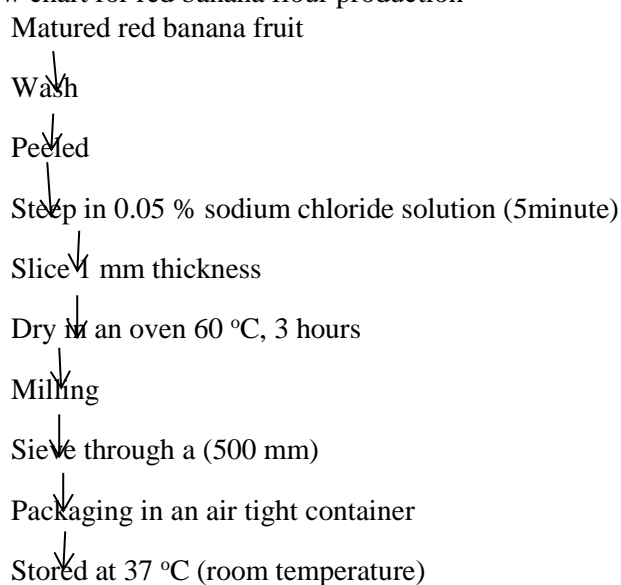 w chart for red banana flour production
Matured red banana fruit
Wash
Peeled
Steep in 0.05 % sodium chloride solution (5minute)
Slice 1 mm thickness
Dry in an oven 60 °C, 3 hours
Milling
Sieve through a (500 mm)
Packaging in an air tight container
Stored at 37 °C (room temperature)